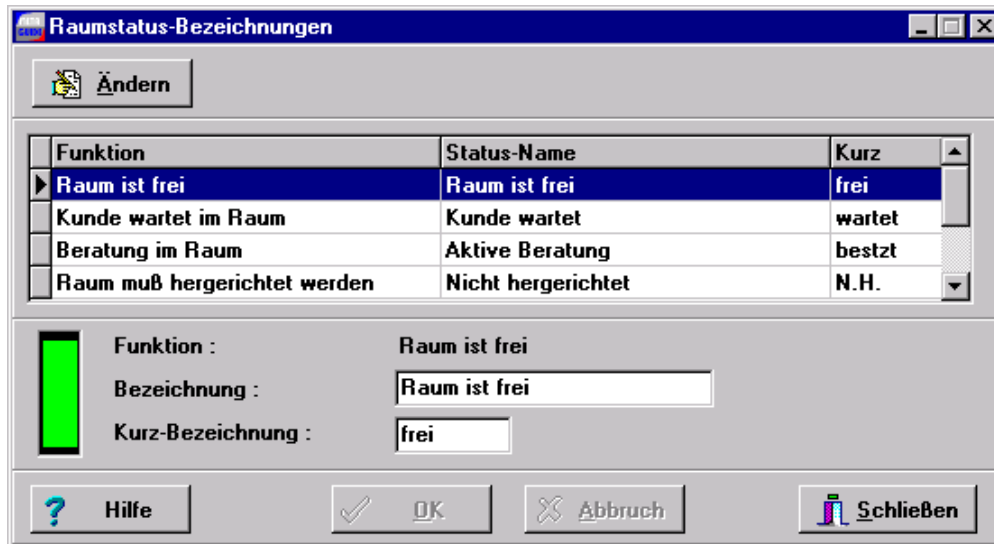 Raumstatus-Bezeichnungen
Ändern
Funktion Status-Name Kurz
Raum ist frei Raum ist frei frei
Kunde wartet im Raum Kunde wartet wartet
Beratung im Raum Aktive Beratung bestzt
Raum muß hergerichtet werden Nicht hergerichtet N.H.
Funktion : Raum ist frei
Bezeichnung : Raum ist frei
Kurz-Bezeichnung : frei
? Hilfe OK Abbruch Schließen